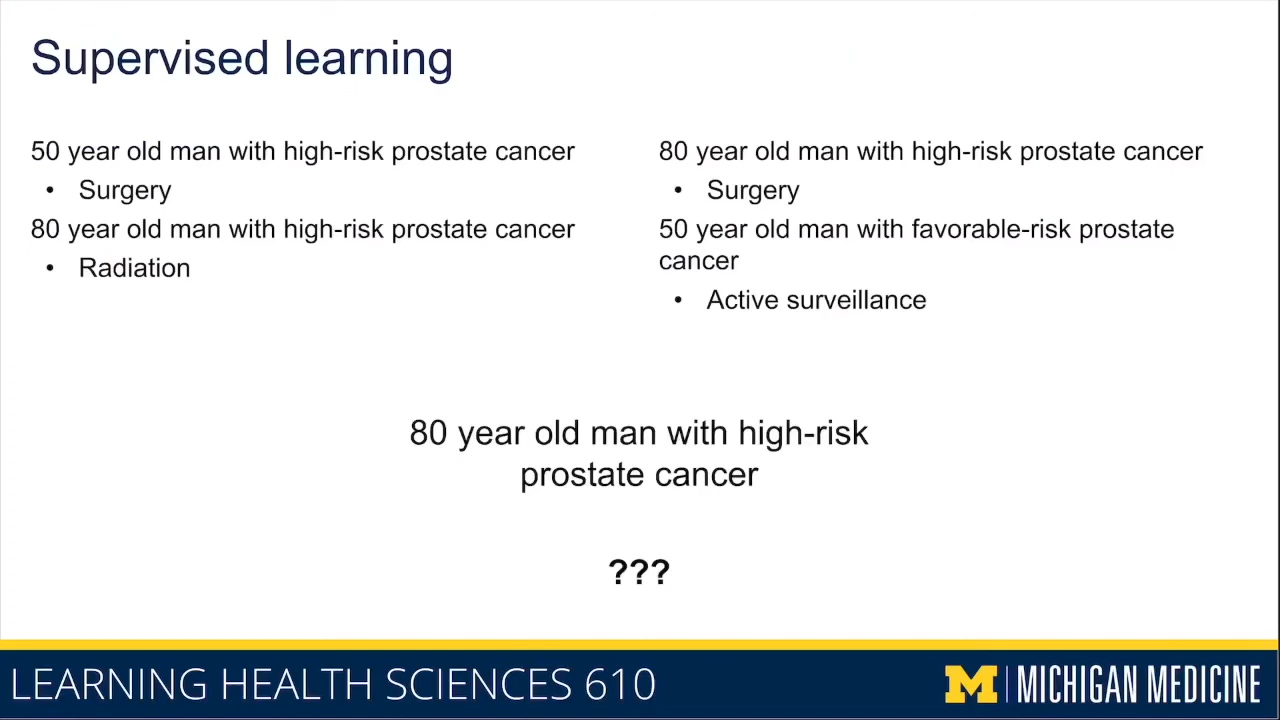 Supervised learning
50 year old man with high-risk prostate cancer
• Surgery
80 year old man with high-risk prostate cancer
• Radiation
80 year old man with high-risk prostate cancer
• Surgery
50 year old man with favorable-risk prostate
cancer
• Active surveillance
80 year old man with high-risk
prostate cancer
???
LEARNING HEALTH SCIENCES 610
M | MICHIGAN MEDICINE